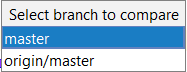 Select branch to compare
master
origin/master